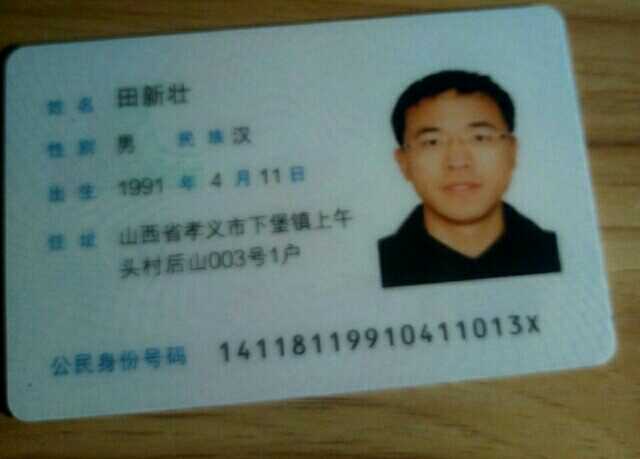 姓名 田新壮
性别 男 民族 汉
出生 1991 年 4 月 11 日
住址 山西省孝义市下堡镇上午
头村后山003号1户
公民身份号码 14118119910411013X